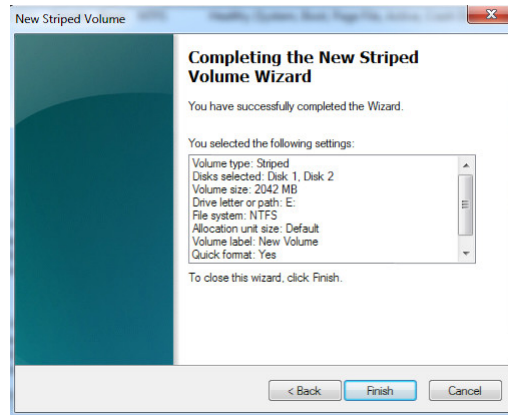 New Striped Volume
Completing the New Striped
Volume Wizard
You have successfully completed the Wizard.
You selected the following settings:
Volume type: Striped
Disks selected: Disk 1, Disk 2
Volume size: 2042 MB
Drive letter or path: E:
File system: NTFS
Allocation unit size: Default
Volume label: New Volume
Quick format: Yes
To close this wizard, click Finish.
< Back Finish Cancel